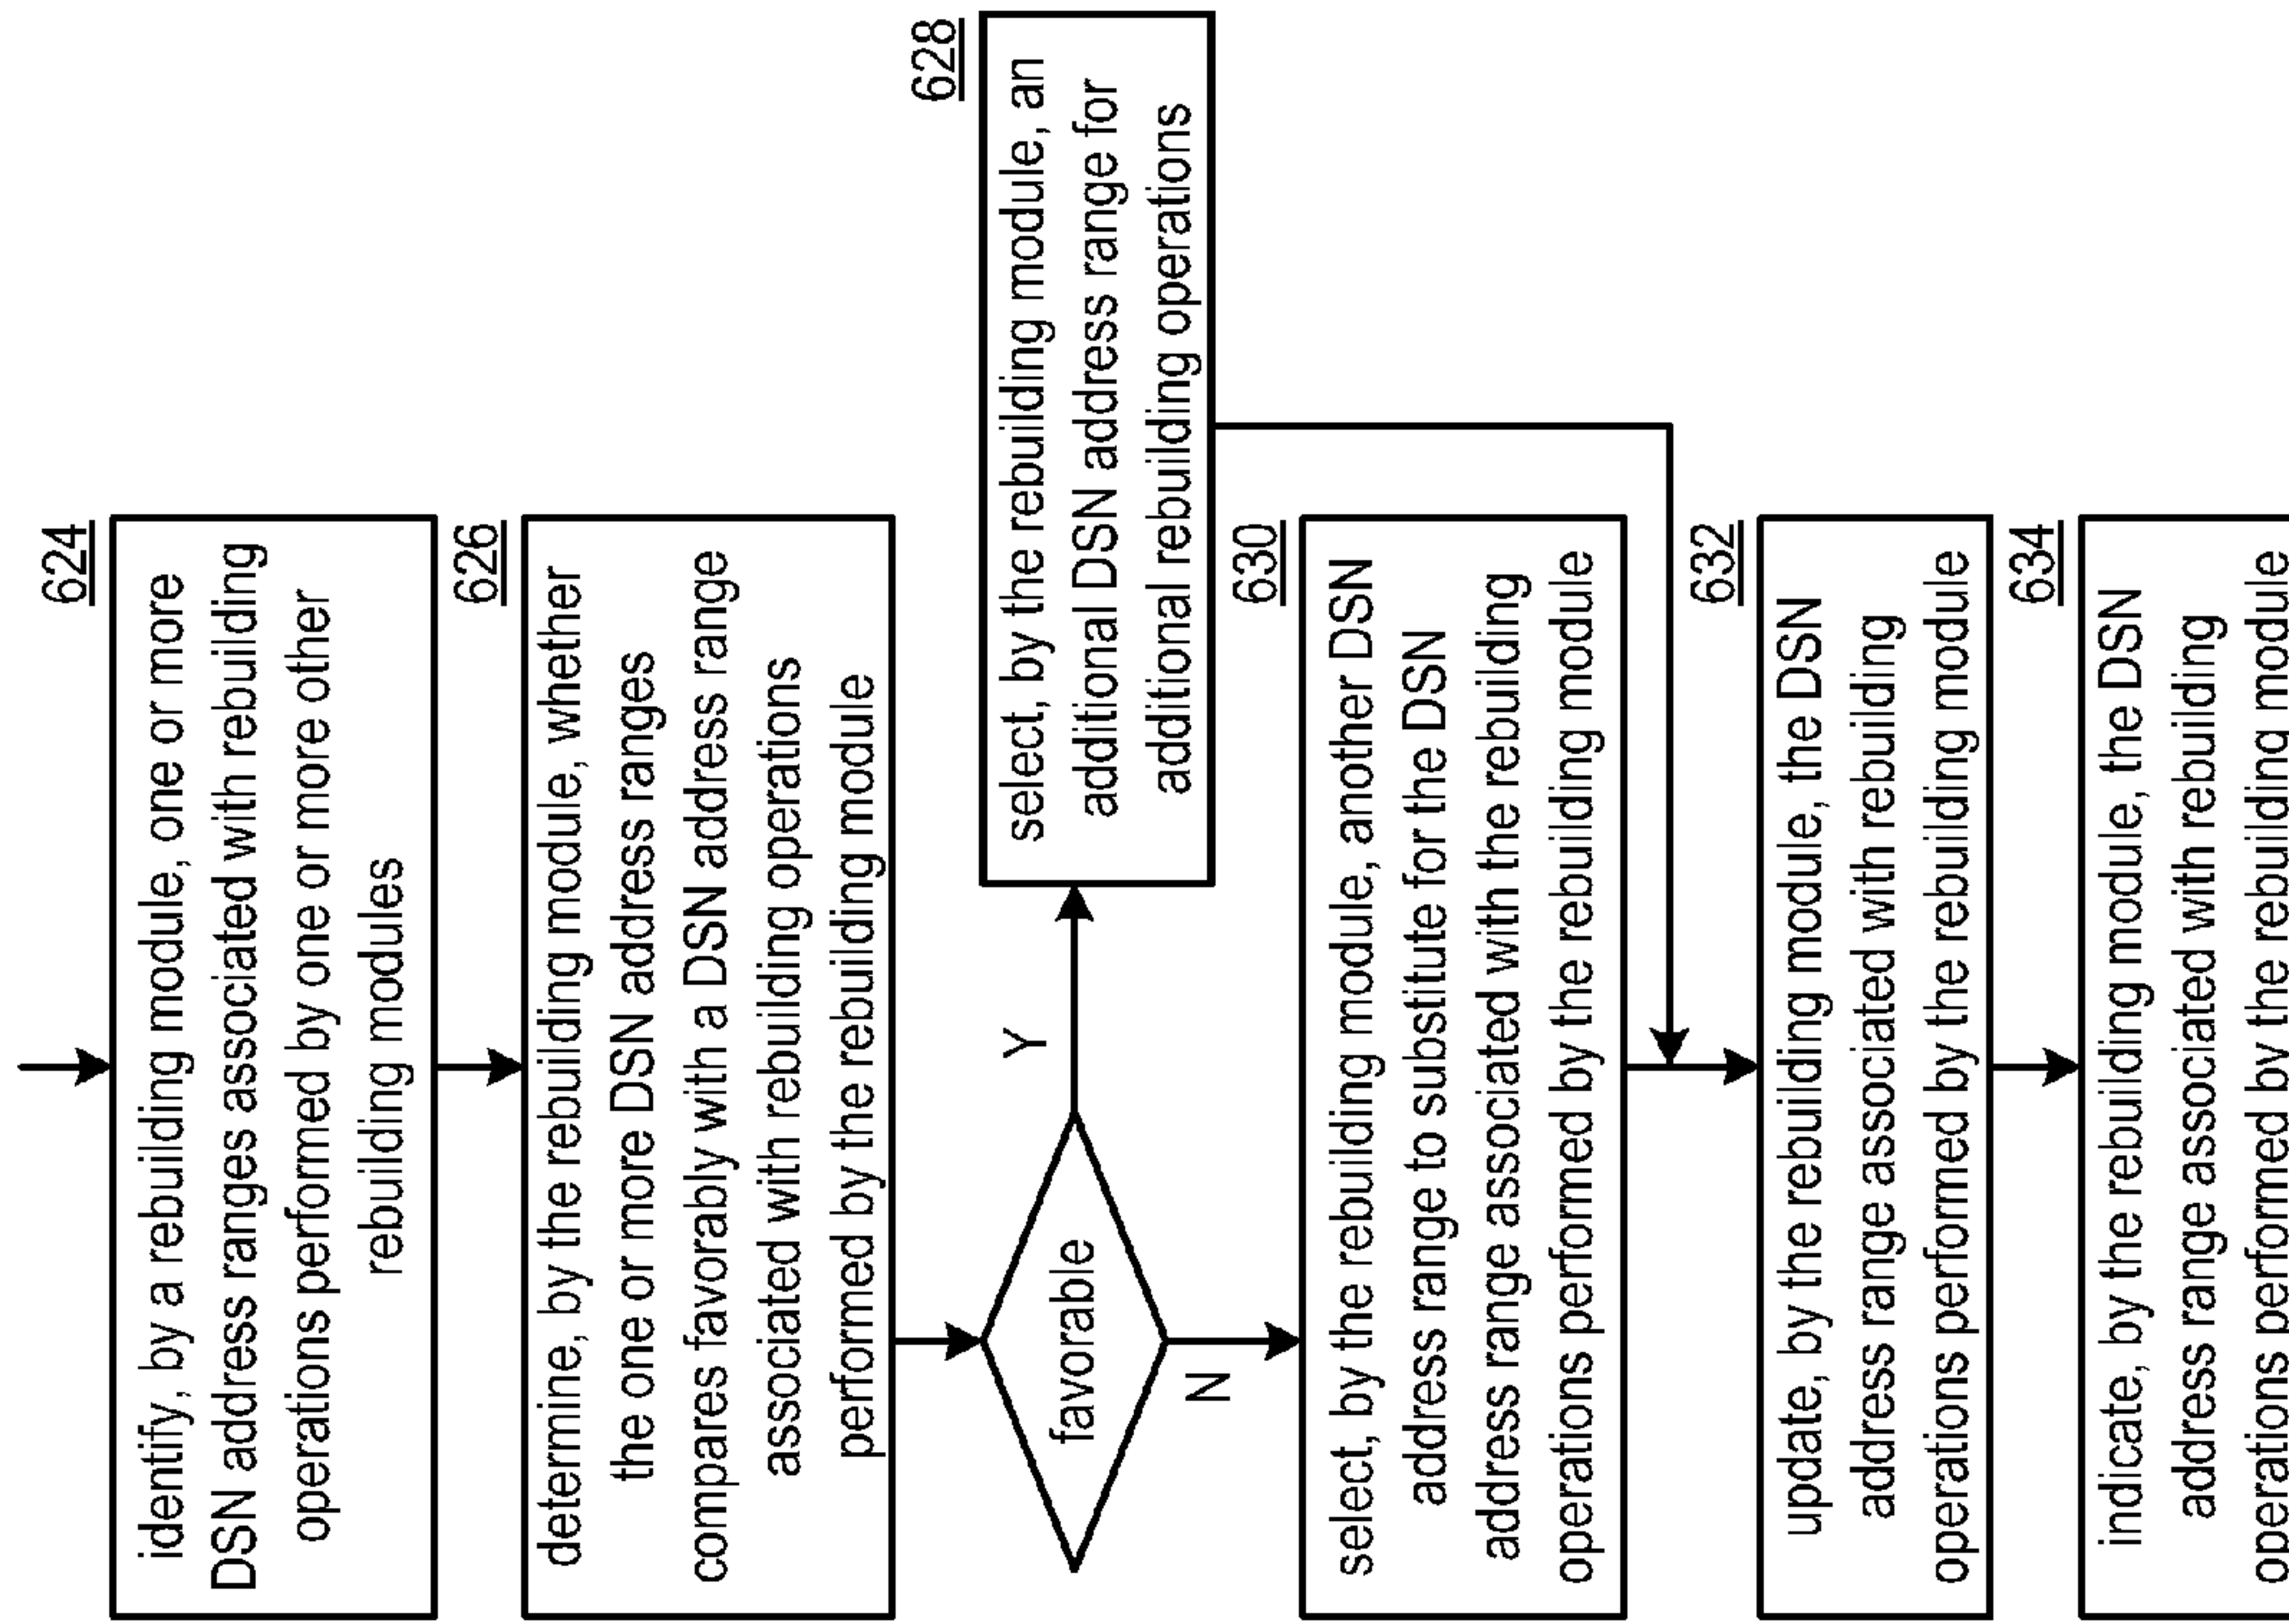 624
identify, by a rebuilding module, one or more
DSN address ranges associated with rebuilding
operations performed by one or more other
rebuilding modules
626
determine, by the rebuilding module, whether
the one or more DSN address ranges
compares favorably with a DSN address range
associated with rebuilding operations
performed by the rebuilding module
favorable
Y
N
628
select, by the rebuilding module, an
additional DSN address range for
additional rebuilding operations
630
select, by the rebuilding module, another DSN
address range to substitute for the DSN
address range associated with the rebuilding
operations performed by the rebuilding module
632
update, by the rebuilding module, the DSN
address range associated with rebuilding
operations performed by the rebuilding module
634
indicate, by the rebuilding module, the DSN
address range associated with rebuilding
operations performed by the rebuilding module